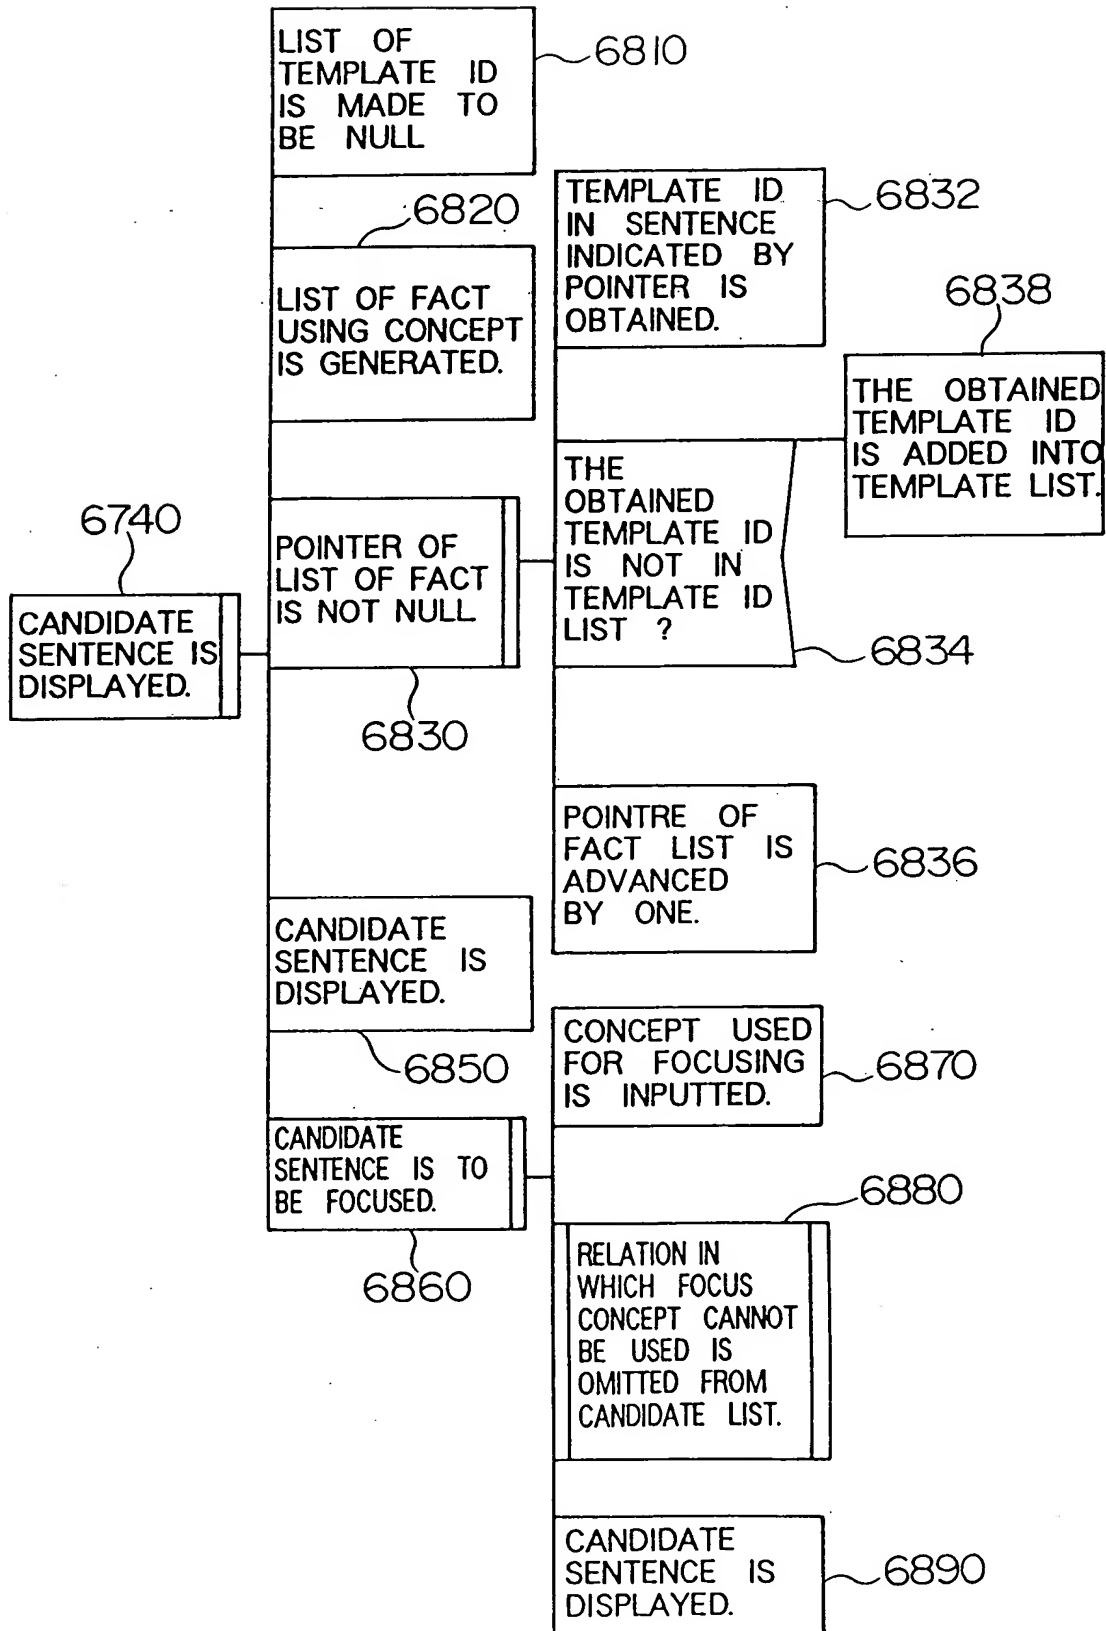 LIST OF
TEMPLATE ID
IS MADE TO
BE NULL
6810
6820
LIST OF FACT
USING CONCEPT
IS GENERATED.
TEMPLATE ID
IN SENTENCE
INDICATED BY
POINTER IS
OBTAINED.
6832
6838
THE OBTAINED
TEMPLATE ID
IS ADDED INTO
TEMPLATE LIST.
6740
CANDIDATE
SENTENCE IS
DISPLAYED.
POINTER OF
LIST OF FACT
IS NOT NULL
6830
THE
OBTAINED
TEMPLATE ID
IS NOT IN
TEMPLATE ID
LIST ?
6834
POINTRE OF
FACT LIST IS
ADVANCED
BY ONE.
6836
CANDIDATE
SENTENCE IS
DISPLAYED.
6850
CONCEPT USED
FOR FOCUSING
IS INPUTTED.
6870
CANDIDATE
SENTENCE IS TO
BE FOCUSED.
6860
6880
RELATION IN
WHICH FOCUS
CONCEPT CANNOT
BE USED IS
OMITTED FROM
CANDIDATE LIST.
CANDIDATE
SENTENCE IS
DISPLAYED.
6890